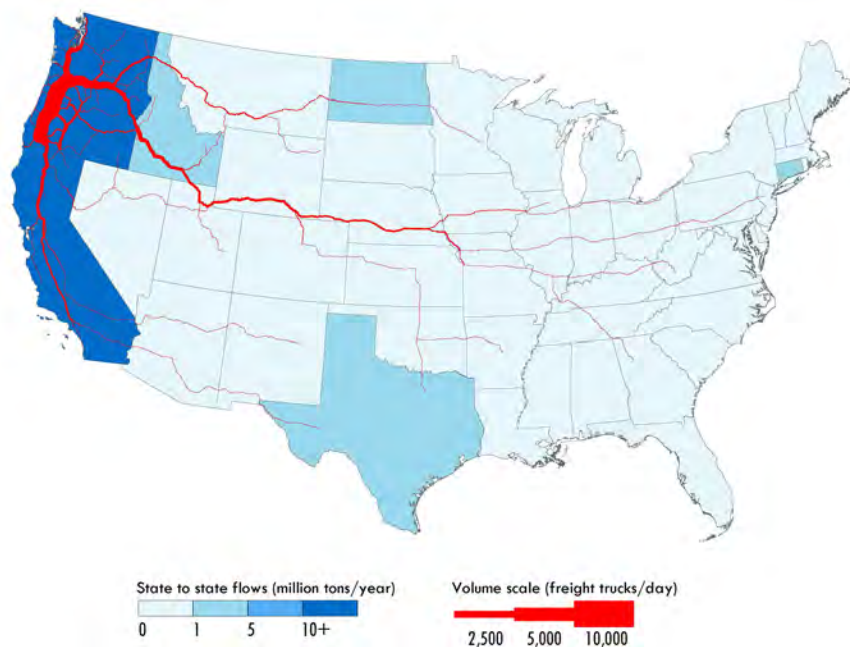 State to state flows (million tons/year)
0 1 5 10+
Volume scale (freight trucks/day)
2,500 5,000 10,000